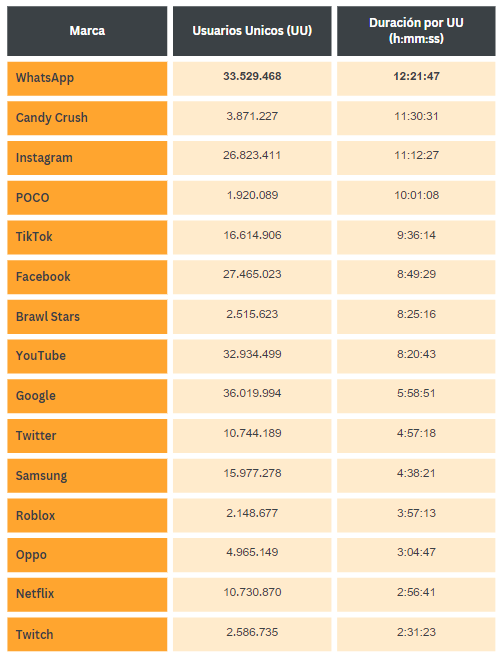 Marca Usuarios Unicos (UU) Duración por UU (h:mm:ss)
WhatsApp 33.529.468 12:21:47
Candy Crush 3.871.227 11:30:31
Instagram 26.823.411 11:12:27
POCO 1.920.089 10:01:08
TikTok 16.614.906 9:36:14
Facebook 27.465.023 8:49:29
Brawl Stars 2.515.623 8:25:16
YouTube 32.934.499 8:20:43
Google 36.019.994 5:58:51
Twitter 10.744.189 4:57:18
Samsung 15.977.278 4:38:21
Roblox 2.148.677 3:57:13
Oppo 4.965.149 3:04:47
Netflix 10.730.870 2:56:41
Twitch 2.586.735 2:31:23